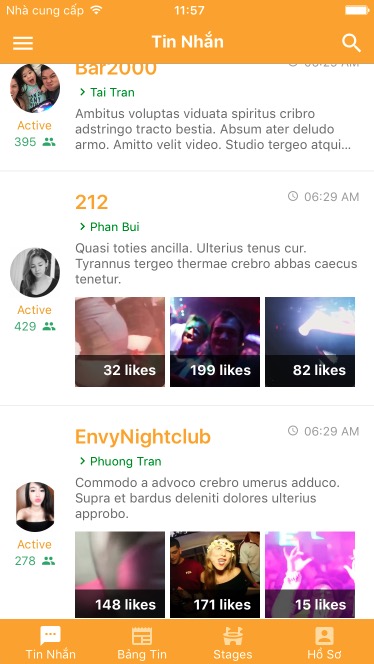 Nhà cung cấp 11:57
Tin Nhắn
Bar2000
Tai Tran
Ambitus voluptas viduata spiritus cribro
adstringo tracto bestia. Absum ater deludo
armo. Amitto velit video. Studio tergeo atqui...
Active
395
212 06:29 AM
Phan Bui
Quasi toties ancilla. Ulterius tenus cur.
Tyrannus tergeo thermae crebro abbas caecus
tenetur.
Active
429
32 likes 199 likes 82 likes
EnvyNightclub 06:29 AM
Phuong Tran
Commodo a advoco crebro umerus adduco.
Supra et bardus deleniti dolores ulterius
approbo.
Active
278
148 likes 171 likes 15 likes
Tin Nhắn Bảng Tin Stages Hồ Sơ